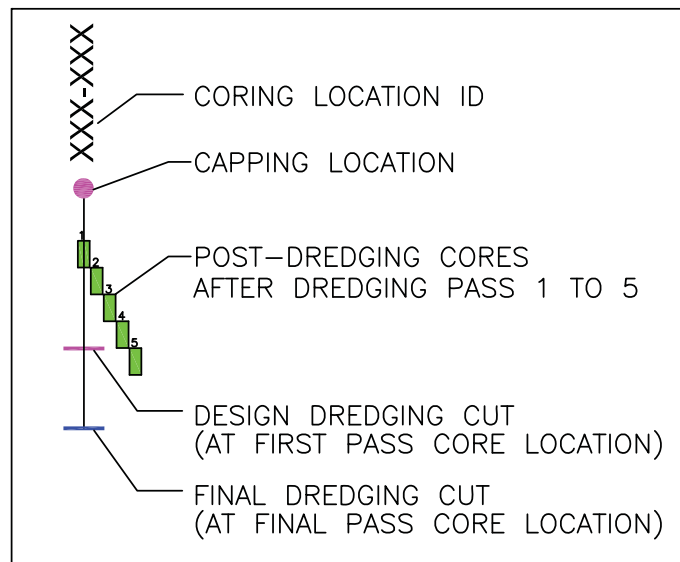 XXX-XXX
CORING LOCATION ID
CAPPING LOCATION
1
2
3
4
5
POST-DREDGING CORES
AFTER DREDGING PASS 1 TO 5
DESIGN DREDGING CUT
(AT FIRST PASS CORE LOCATION)
FINAL DREDGING CUT
(AT FINAL PASS CORE LOCATION)